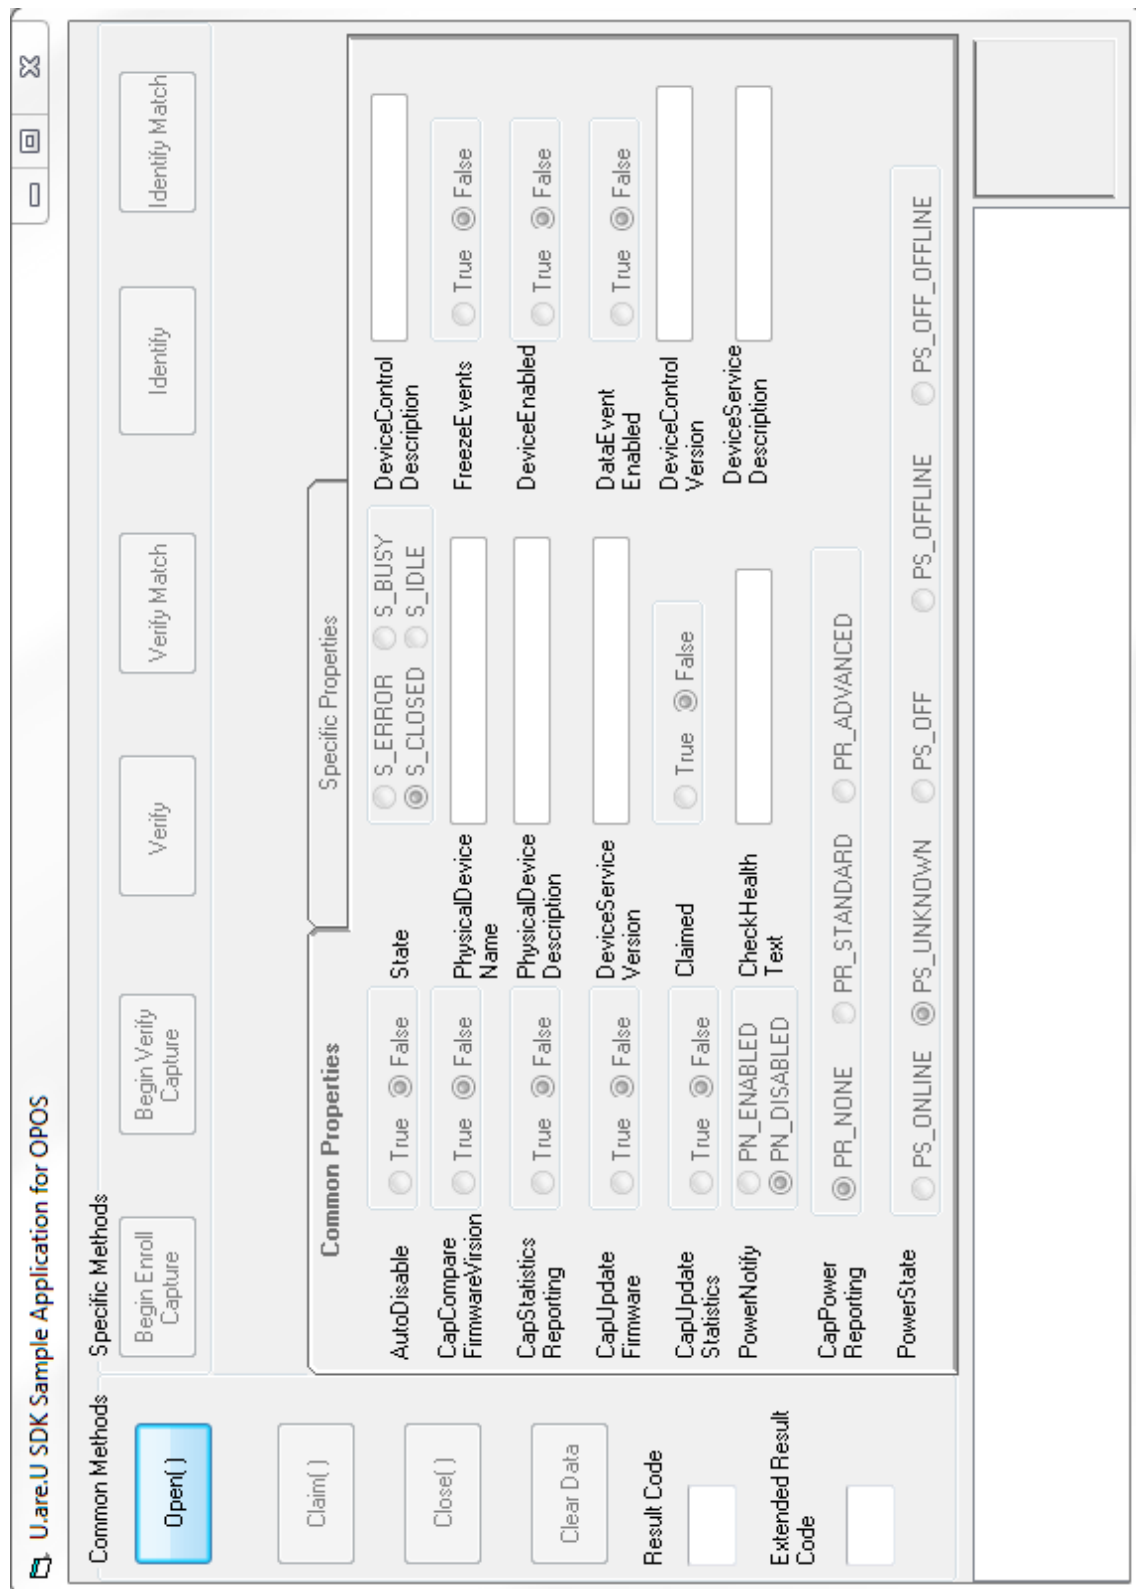 U.are.U SDK Sample Application for OPOS
Common Methods
Open( )
Claim( )
Close( )
Clear Data
Result Code
Extended Result
Code
Specific Methods
Begin Enroll
Capture
Begin Verify
Capture
Verify
Verify Match
Identify
Identify Match
Common Properties
Specific Properties
AutoDisable
True False
State
S_ERROR S_BUSY
S_CLOSED S_IDLE
DeviceControl
Description
CapCompare
FirmwareVirsion
True False
PhysicalDevice
Name
FreezeEvents
True False
CapStatistics
Reporting
True False
PhysicalDevice
Description
DeviceEnabled
True False
CapUpdate
Firmware
True False
DeviceService
Version
DataEvent
Enabled
True False
CapUpdate
Statistics
True False
Claimed
True False
DeviceControl
Version
PowerNotify
PN_ENABLED
PN_DISABLED
CheckHealth
Text
DeviceService
Description
CapPower
Reporting
PR_NONE PR_STANDARD PR_ADVANCED
PowerState
PS_ONLINE PS_UNKNOWN PS_OFF PS_OFFLINE PS_OFF_OFFLINE